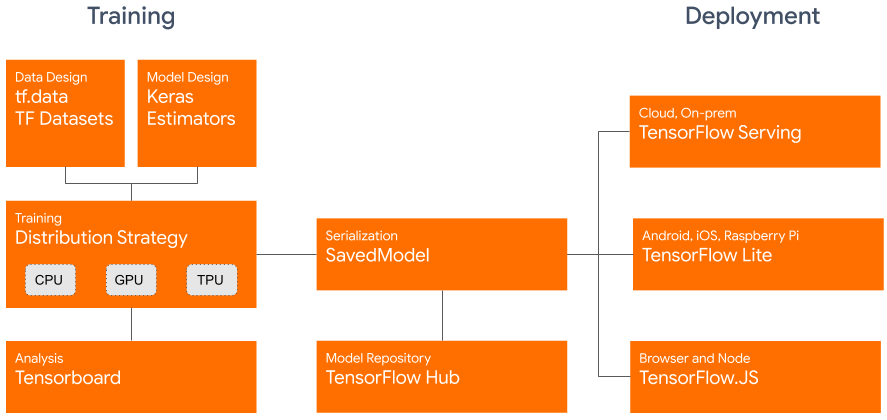 Training
Deployment
Data Design
tf.data
TF Datasets
Model Design
Keras
Estimators
Training
Distribution Strategy
CPU
GPU
TPU
Analysis
Tensorboard
Serialization
SavedModel
Model Repository
TensorFlow Hub
Cloud, On-prem
TensorFlow Serving
Android, iOS, Raspberry Pi
TensorFlow Lite
Browser and Node
TensorFlow.JS